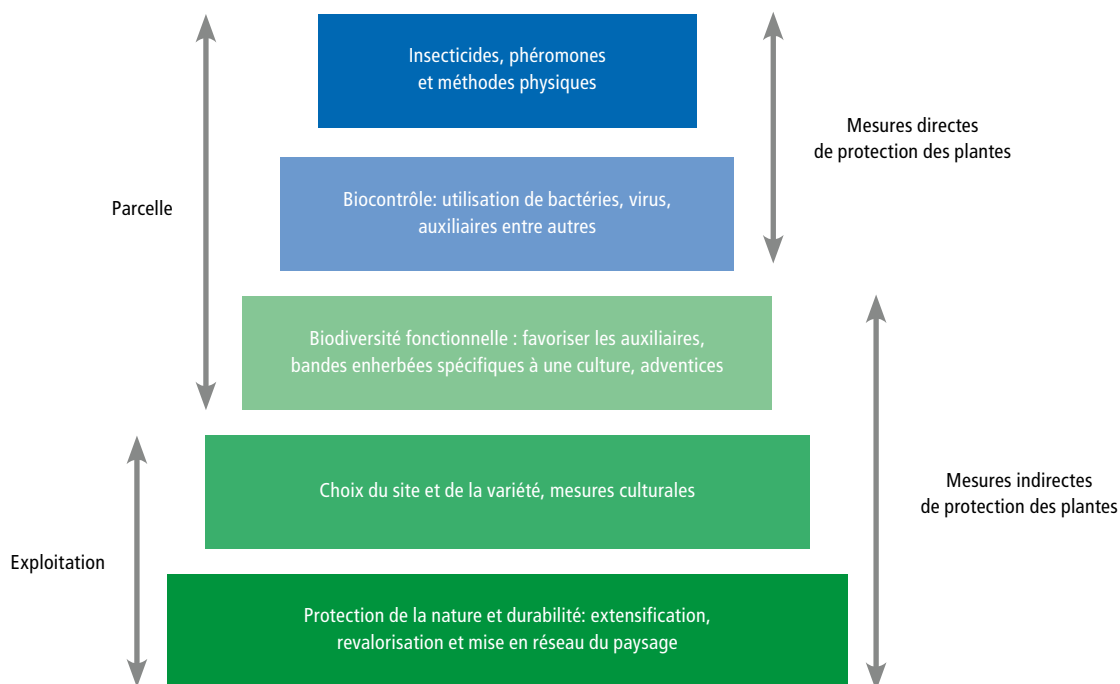 Insecticides, phéromones
et méthodes physiques
Mesures directes
de protection des plantes
Parcelle
Biocontrôle: utilisation de bactéries, virus,
auxiliaires entre autres
Biodiversité fonctionnelle : favoriser les auxiliaires,
bandes enherbées spécifiques à une culture, adventices
Choix du site et de la variété, mesures culturales
Mesures indirectes
de protection des plantes
Exploitation
Protection de la nature et durabilité: extensification,
revalorisation et mise en réseau du paysage